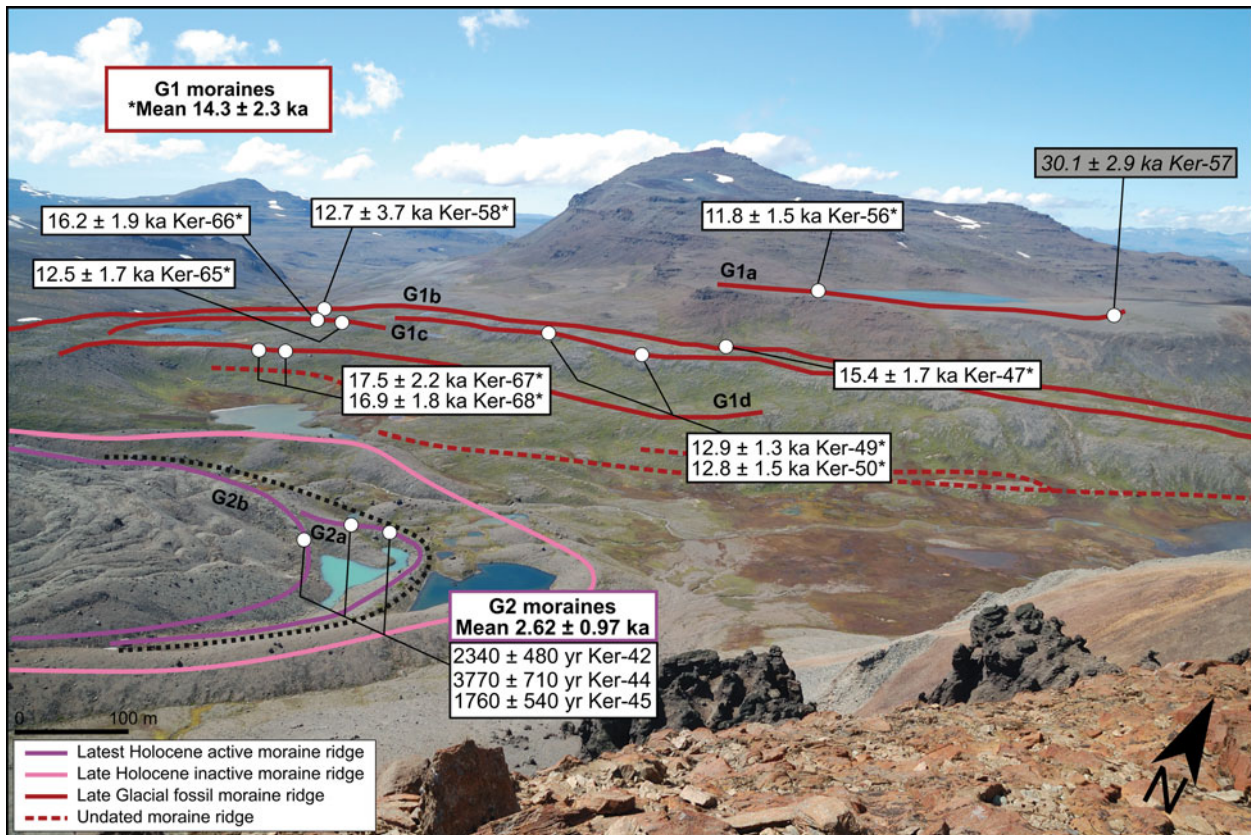 G1 moraines
*Mean 14.3 ± 2.3 ka
30.1 ± 2.9 ka Ker-57
16.2 ± 1.9 ka Ker-66*
12.7 ± 3.7 ka Ker-58*
11.8 ± 1.5 ka Ker-56*
12.5 ± 1.7 ka Ker-65*
G1a
G1b
G1c
15.4 ± 1.7 ka Ker-47*
17.5 ± 2.2 ka Ker-67*
16.9 ± 1.8 ka Ker-68*
G1d
12.9 ± 1.3 ka Ker-49*
12.8 ± 1.5 ka Ker-50*
G2b
G2a
G2 moraines
Mean 2.62 ± 0.97 ka
2340 ± 480 yr Ker-42
3770 ± 710 yr Ker-44
1760 ± 540 yr Ker-45
0 100 m
Latest Holocene active moraine ridge
Late Holocene inactive moraine ridge
Late Glacial fossil moraine ridge
Undated moraine ridge
N